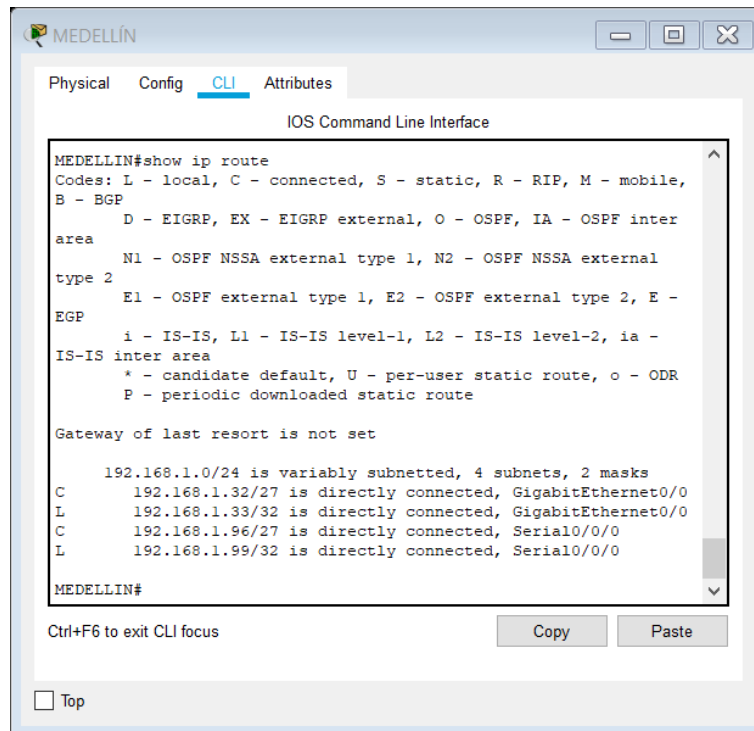 MEDELLÍN
Physical Config CLI Attributes
IOS Command Line Interface
MEDELLIN#show ip route
Codes: L - local, C - connected, S - static, R - RIP, M - mobile,
B - BGP
D - EIGRP, EX - EIGRP external, O - OSPF, IA - OSPF inter
area
N1 - OSPF NSSA external type 1, N2 - OSPF NSSA external
type 2
E1 - OSPF external type 1, E2 - OSPF external type 2, E -
EGP
i - IS-IS, L1 - IS-IS level-1, L2 - IS-IS level-2, ia -
IS-IS inter area
* - candidate default, U - per-user static route, o - ODR
P - periodic downloaded static route
Gateway of last resort is not set
192.168.1.0/24 is variably subnetted, 4 subnets, 2 masks
C 192.168.1.32/27 is directly connected, GigabitEthernet0/0
L 192.168.1.33/32 is directly connected, GigabitEthernet0/0
C 192.168.1.96/27 is directly connected, Serial0/0/0
L 192.168.1.99/32 is directly connected, Serial0/0/0
MEDELLIN#
Ctrl+F6 to exit CLI focus Copy Paste
Top